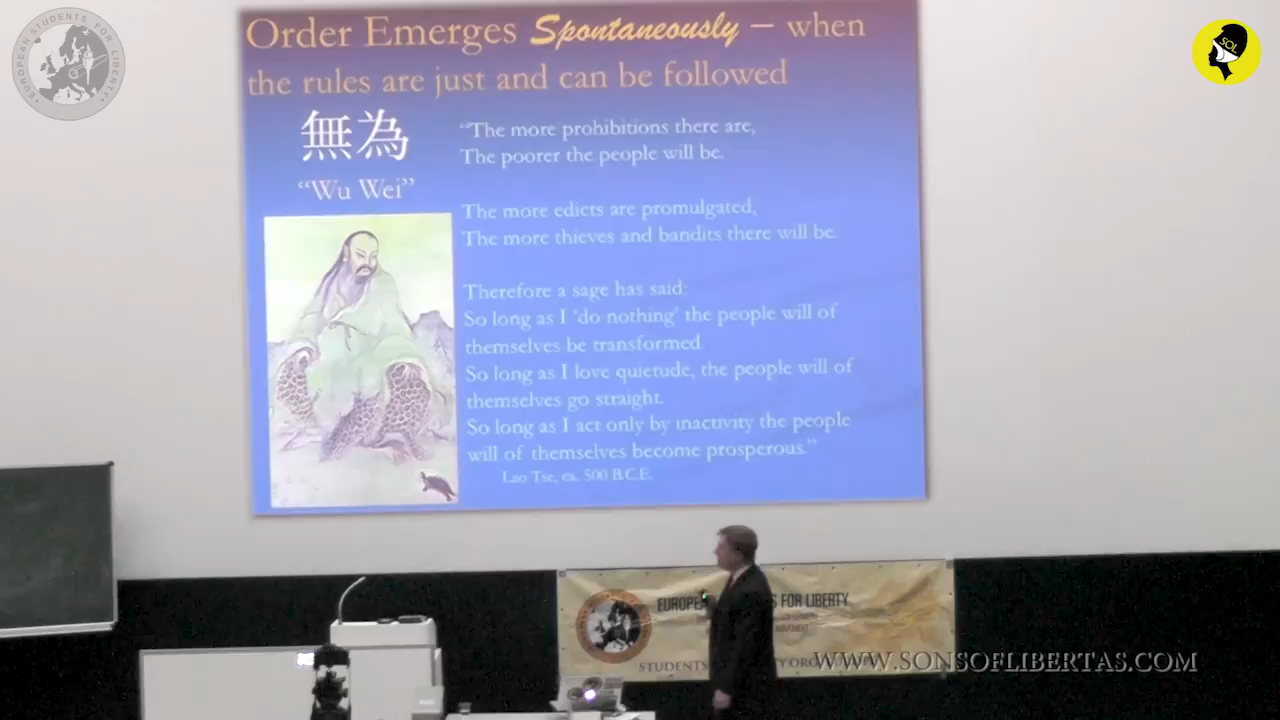 EUROPEAN STUDENTS FOR LIBERTY
SOL
Order Emerges Spontaneously – when
the rules are just and can be followed
無為
“Wu Wei”
“The more prohibitions there are,
The poorer the people will be.
The more edicts are promulgated,
The more thieves and bandits there will be.
Therefore a sage has said:
So long as I ‘do nothing’ the people will of
themselves be transformed.
So long as I love quietude, the people will of
themselves go straight.
So long as I act only by inactivity the people
will of themselves become prosperous.”
Lao Tse, ca. 500 B.C.E.
S FOR LIBERTY
STUDENTS
WWW.SONSOFLIBERTAS.COM